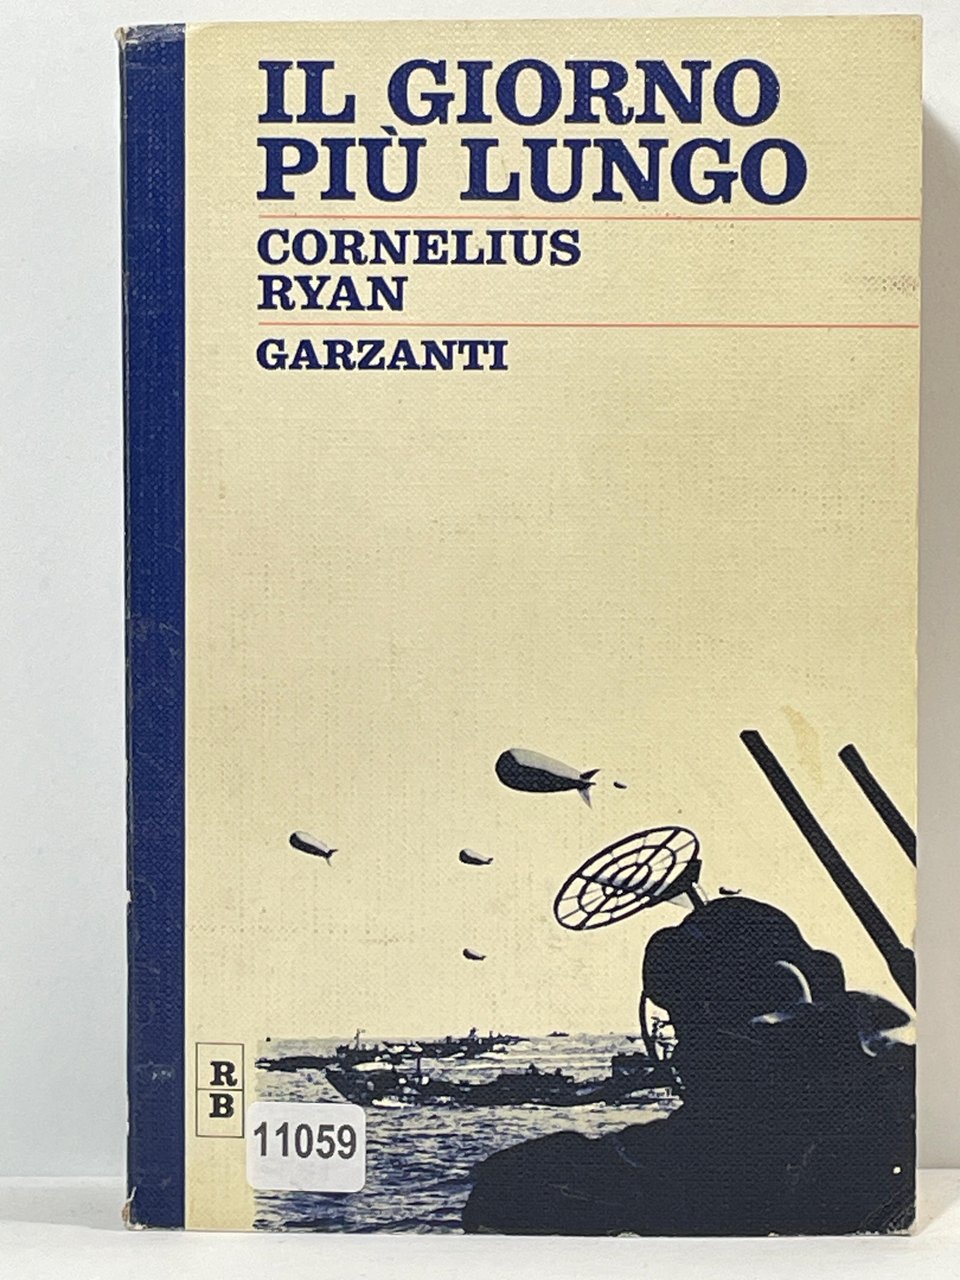 IL GIORNO
PIÙ LUNGO
CORNELIUS
RYAN
GARZANTI
R
B
11059